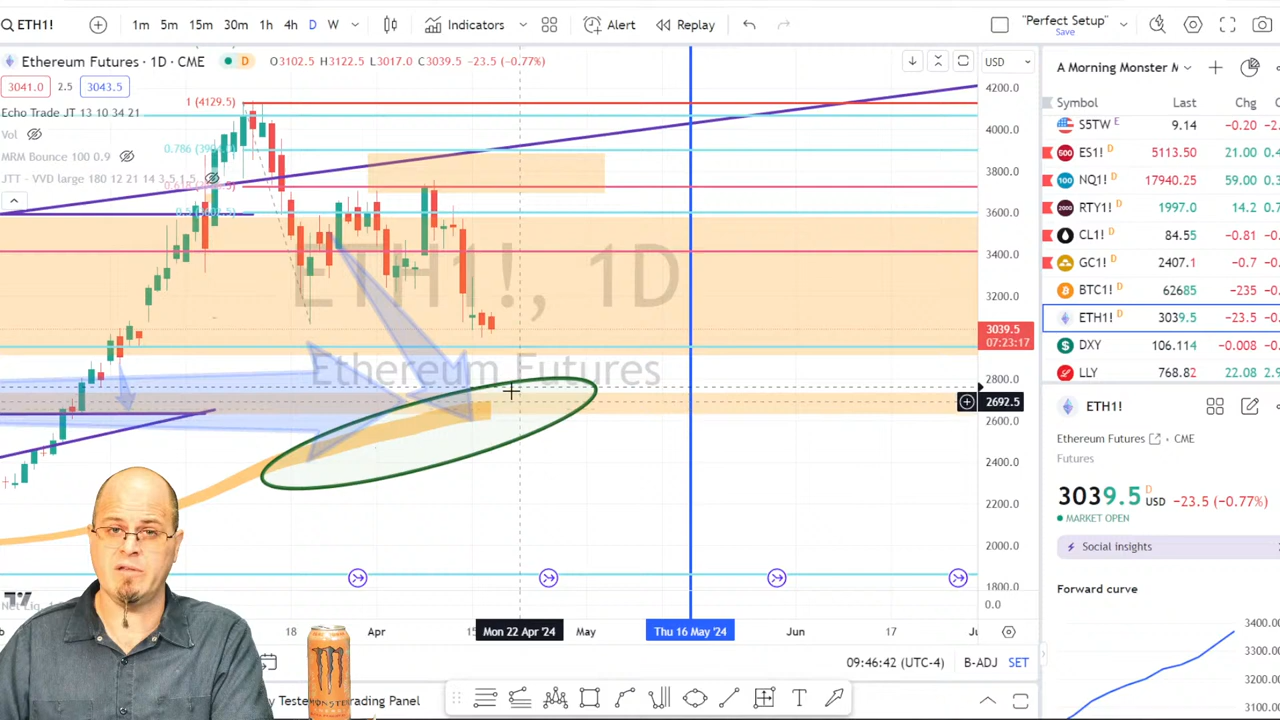 ETH1!
1m 5m 15m 30m 1h 4h D W
Indicators
Alert
Replay
"Perfect Setup"
Save
Ethereum Futures · 1D · CME D O3102.5 H3122.5 L3017.0 C3039.5 −23.5 (−0.77%)
3041.0 2.5 3043.5
Echo Trade JT 13 10 34 21
Vol
MRM Bounce 100 0.9
JTT - VVD large 180 12 21 14 3.5 1.5
1 (4129.5)
ETH1!, 1D
Ethereum Futures
USD
4200.0
4000.0
3800.0
3600.0
3400.0
3200.0
3039.5
07:23:17
2800.0
2692.5
2600.0
2400.0
2200.0
2000.0
1800.0
0.0
18 Apr 15 Mon 22 Apr '24 May Thu 16 May '24 Jun 17
09:46:42 (UTC-4) B-ADJ SET
Trading Panel
A Morning Monster
Symbol Last Chg
S5TW E 9.14 −0.20
ES1! D 5113.50 21.00
NQ1! D 17940.25 59.00
RTY1! D 1997.0 14.2
CL1! D 84.55 −0.81
GC1! D 2407.1 −0.7
BTC1! D 62685 −235
ETH1! D 3039.5 −23.5
DXY 106.114 −0.008
LLY 768.82 22.08
ETH1!
Ethereum Futures CME
Futures
3039.5 D USD −23.5 (−0.77%)
MARKET OPEN
Social insights
Forward curve
3400.0
3300.0
3200.0
3100.0
MONSTER